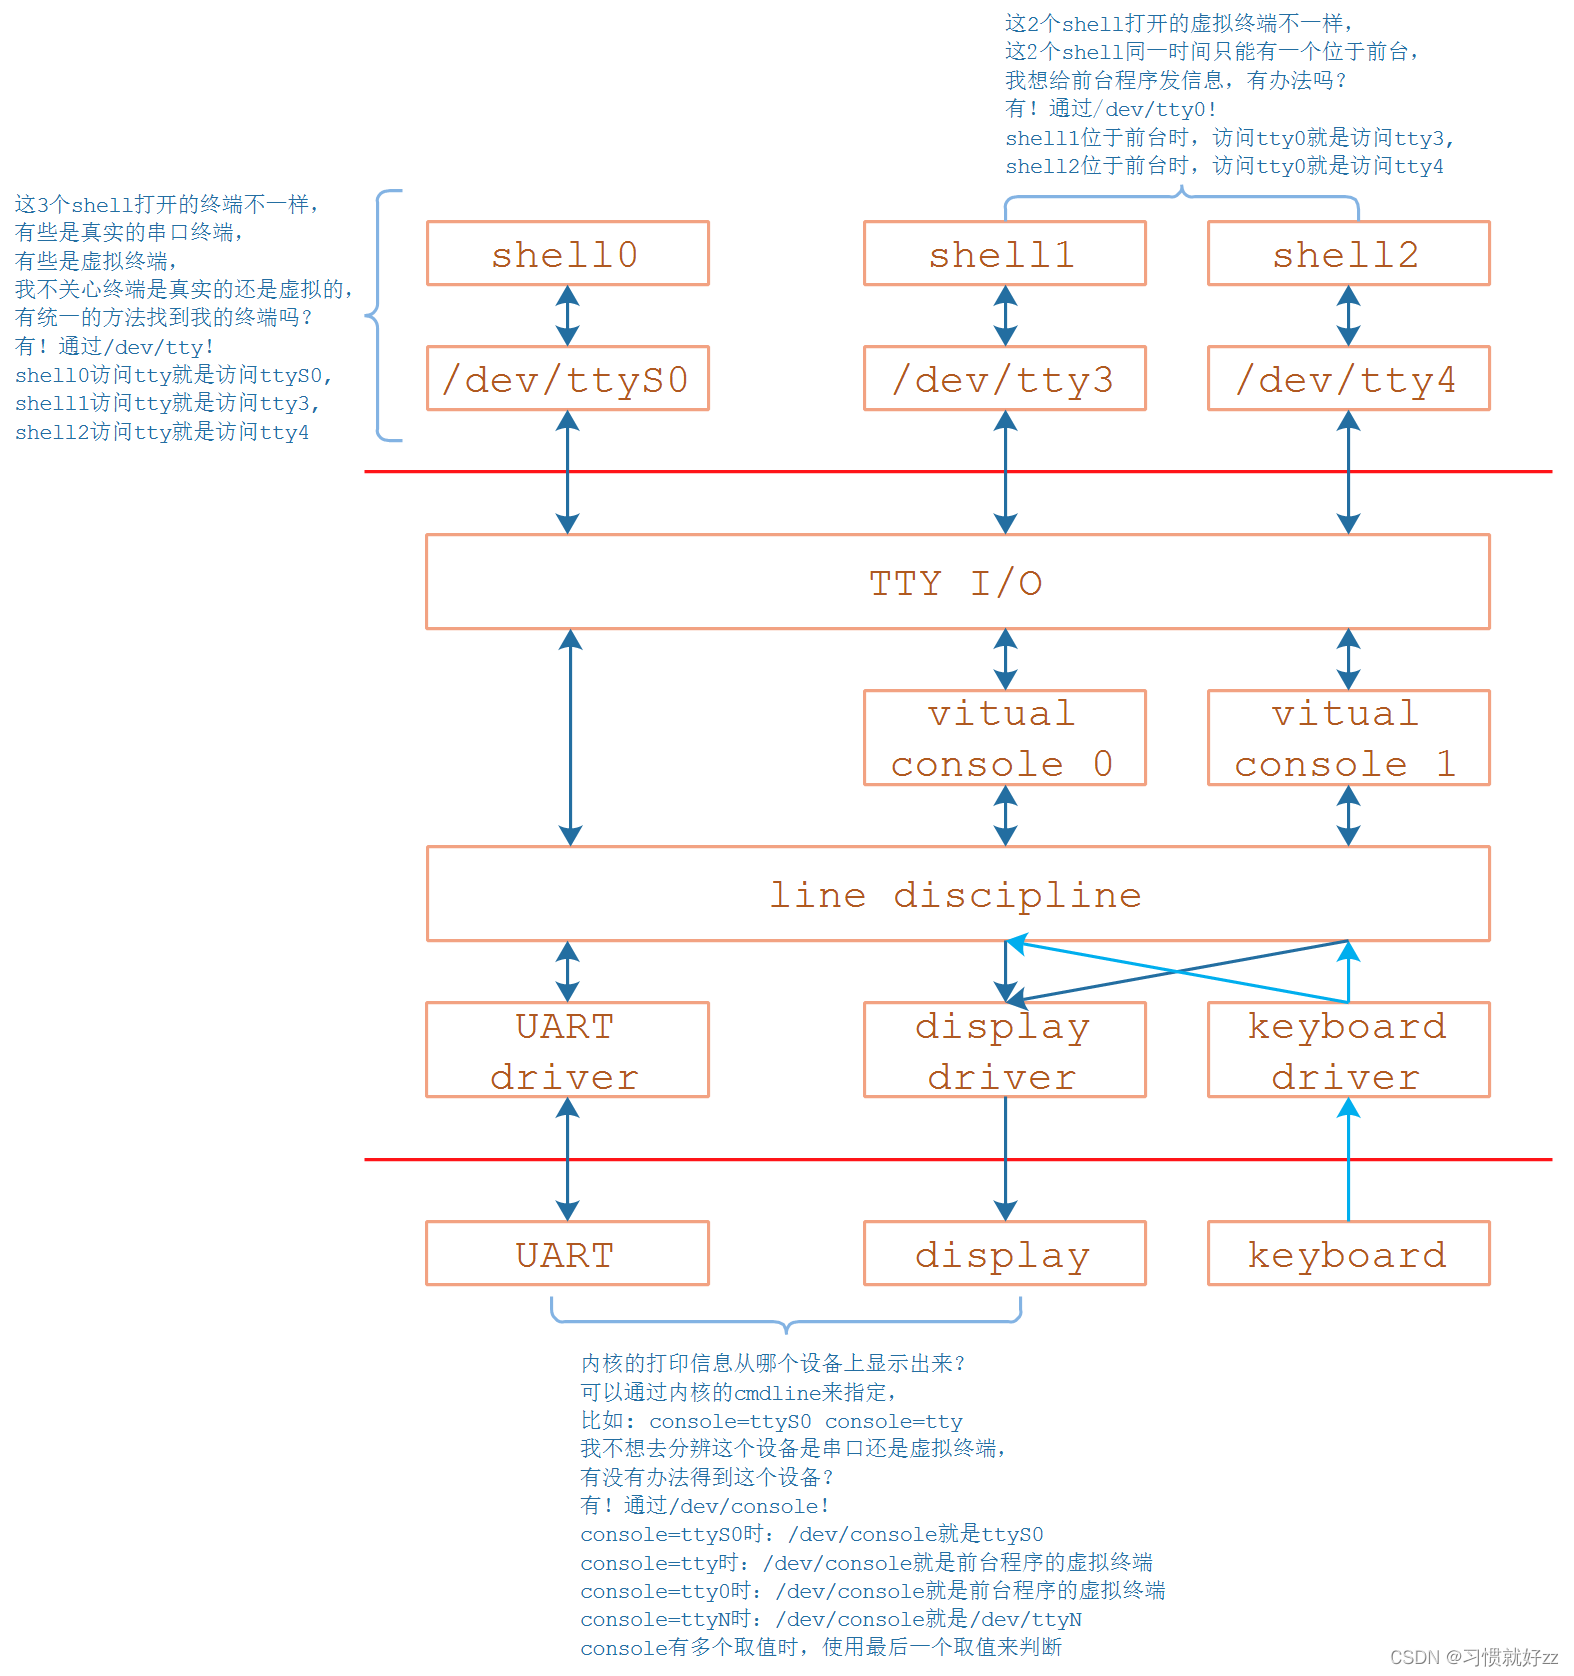 这2个shell打开的虚拟终端不一样，
这2个shell同一时间只能有一个位于前台，
我想给前台程序发信息，有办法吗？
有！通过/dev/tty0！
shell1位于前台时，访问tty0就是访问tty3，
shell2位于前台时，访问tty0就是访问tty4
这3个shell打开的终端不一样，
有些是真实的串口终端，
有些是虚拟终端，
我不关心终端是真实的还是虚拟的，
有统一的方法找到我的终端吗？
有！通过/dev/tty！
shell0访问tty就是访问ttyS0，
shell1访问tty就是访问tty3，
shell2访问tty就是访问tty4
shell0
shell1
shell2
/dev/ttyS0
/dev/tty3
/dev/tty4
TTY I/O
vitual
console 0
vitual
console 1
line discipline
UART
driver
display
driver
keyboard
driver
UART
display
keyboard
内核的打印信息从哪个设备上显示出来？
可以通过内核的cmdline来指定，
比如: console=ttyS0 console=tty
我不想去分辨这个设备是串口还是虚拟终端，
有没有办法得到这个设备？
有！通过/dev/console！
console=ttyS0时：/dev/console就是ttyS0
console=tty时：/dev/console就是前台程序的虚拟终端
console=tty0时：/dev/console就是前台程序的虚拟终端
console=ttyN时：/dev/console就是/dev/ttyN
console有多个取值时，使用最后一个取值来判断
CSDN @习惯就好zz